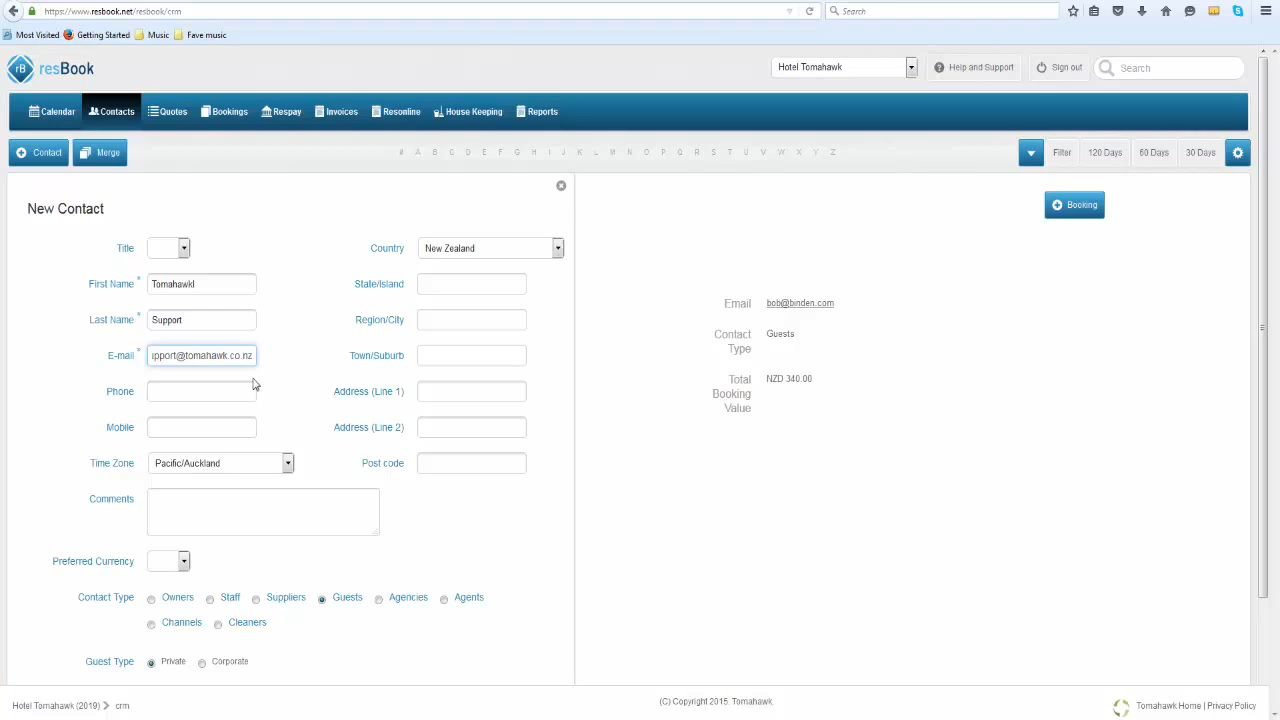 https://www.resbook.net/resbook/crm Search
Most Visited Getting Started Music Fave music
rB resBook Hotel Tomahawk Help and Support Sign out Search
Calendar Contacts Quotes Bookings Respay Invoices Resonline House Keeping Reports
Contact Merge # A B C D E F G H I J K L M N O P Q R S T U V W X Y Z Filter 120 Days 60 Days 30 Days
New Contact
Booking
Title Country New Zealand
First Name * Tomahawkl State/Island
Last Name * Support Region/City
E-mail * upport@tomahawk.co.nz Town/Suburb
Phone Address (Line 1)
Mobile Address (Line 2)
Time Zone Pacific/Auckland Post code
Comments
Preferred Currency
Contact Type Owners Staff Suppliers Guests Agencies Agents
Channels Cleaners
Guest Type Private Corporate
Email bob@binden.com
Contact Guests
Type
Total NZD 340.00
Booking
Value
Hotel Tomahawk (2019) crm (C) Copyright 2015. Tomahawk. Tomahawk Home | Privacy Policy